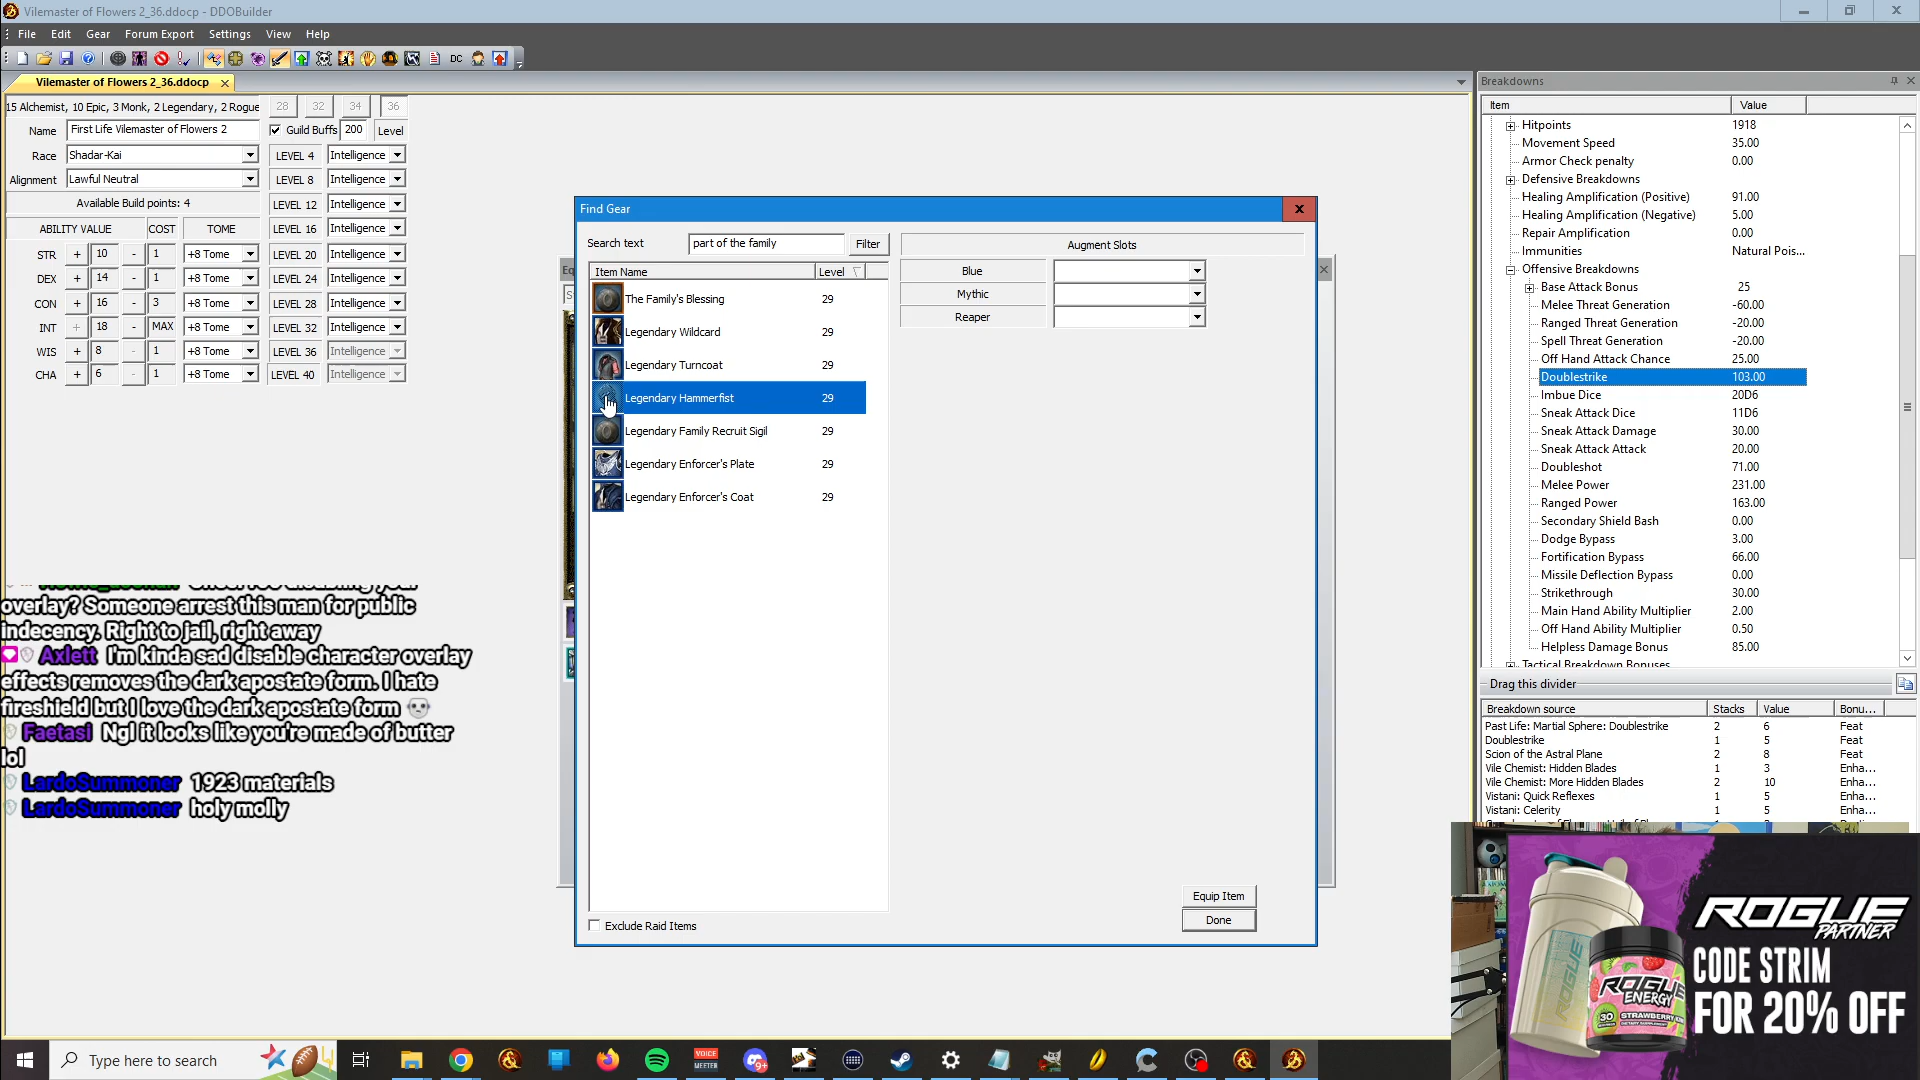 Vilemaster of Flowers 2_36.ddocp - DDOBuilder
File Edit Gear Forum Export Settings View Help
DC
Vilemaster of Flowers 2_36.ddocp
15 Alchemist, 10 Epic, 3 Monk, 2 Legendary, 2 Rogue
28 32 34 36
Name First Life Vilemaster of Flowers 2
Guild Buffs 200 Level
Race Shadar-Kai
Alignment Lawful Neutral
Available Build points: 4
ABILITY VALUE COST TOME
STR + 10 - 1 +8 Tome
DEX + 14 - 1 +8 Tome
CON + 16 - 3 +8 Tome
INT + 18 - MAX +8 Tome
WIS + 8 - 1 +8 Tome
CHA + 6 - 1 +8 Tome
LEVEL 4 Intelligence
LEVEL 8 Intelligence
LEVEL 12 Intelligence
LEVEL 16 Intelligence
LEVEL 20 Intelligence
LEVEL 24 Intelligence
LEVEL 28 Intelligence
LEVEL 32 Intelligence
LEVEL 36 Intelligence
LEVEL 40 Intelligence
overlay? Someone arrest this man for public
indecency. Right to jail, right away
Axlett I'm kinda sad disable character overlay
effects removes the dark apostate form. I hate
fireshield but I love the dark apostate form
Faetasi Ngl it looks like you're made of butter
lol
LardoSummoner 1923 materials
LardoSummoner holy molly
Find Gear
Search text part of the family Filter
Item Name Level
The Family's Blessing 29
Legendary Wildcard 29
Legendary Turncoat 29
Legendary Hammerfist 29
Legendary Family Recruit Sigil 29
Legendary Enforcer's Plate 29
Legendary Enforcer's Coat 29
Augment Slots
Blue
Mythic
Reaper
Exclude Raid Items
Equip Item
Done
Breakdowns
Item Value
Hitpoints 1918
Movement Speed 35.00
Armor Check penalty 0.00
Defensive Breakdowns
Healing Amplification (Positive) 91.00
Healing Amplification (Negative) 5.00
Repair Amplification 0.00
Immunities Natural Pois...
Offensive Breakdowns
Base Attack Bonus 25
Melee Threat Generation -60.00
Ranged Threat Generation -20.00
Spell Threat Generation -20.00
Off Hand Attack Chance 25.00
Doublestrike 103.00
Imbue Dice 20D6
Sneak Attack Dice 11D6
Sneak Attack Damage 30.00
Sneak Attack Attack 20.00
Doubleshot 71.00
Melee Power 231.00
Ranged Power 163.00
Secondary Shield Bash 0.00
Dodge Bypass 3.00
Fortification Bypass 66.00
Missile Deflection Bypass 0.00
Strikethrough 30.00
Main Hand Ability Multiplier 2.00
Off Hand Ability Multiplier 0.50
Helpless Damage Bonus 85.00
Tactical Breakdown Bonuses
Drag this divider
Breakdown source Stacks Value Bonu...
Past Life: Martial Sphere: Doublestrike 2 6 Feat
Doublestrike 1 5 Feat
Scion of the Astral Plane 2 8 Feat
Vile Chemist: Hidden Blades 1 3 Enha...
Vile Chemist: More Hidden Blades 2 10 Enha...
Vistani: Quick Reflexes 1 5 Enha...
Vistani: Celerity 1 5 Enha...
ROGUE
PARTNER
CODE STRIM
FOR 20% OFF
ROGUE
ENERGY
30
STRAWBERRY
Type here to search
VOICE
MEETER
9+